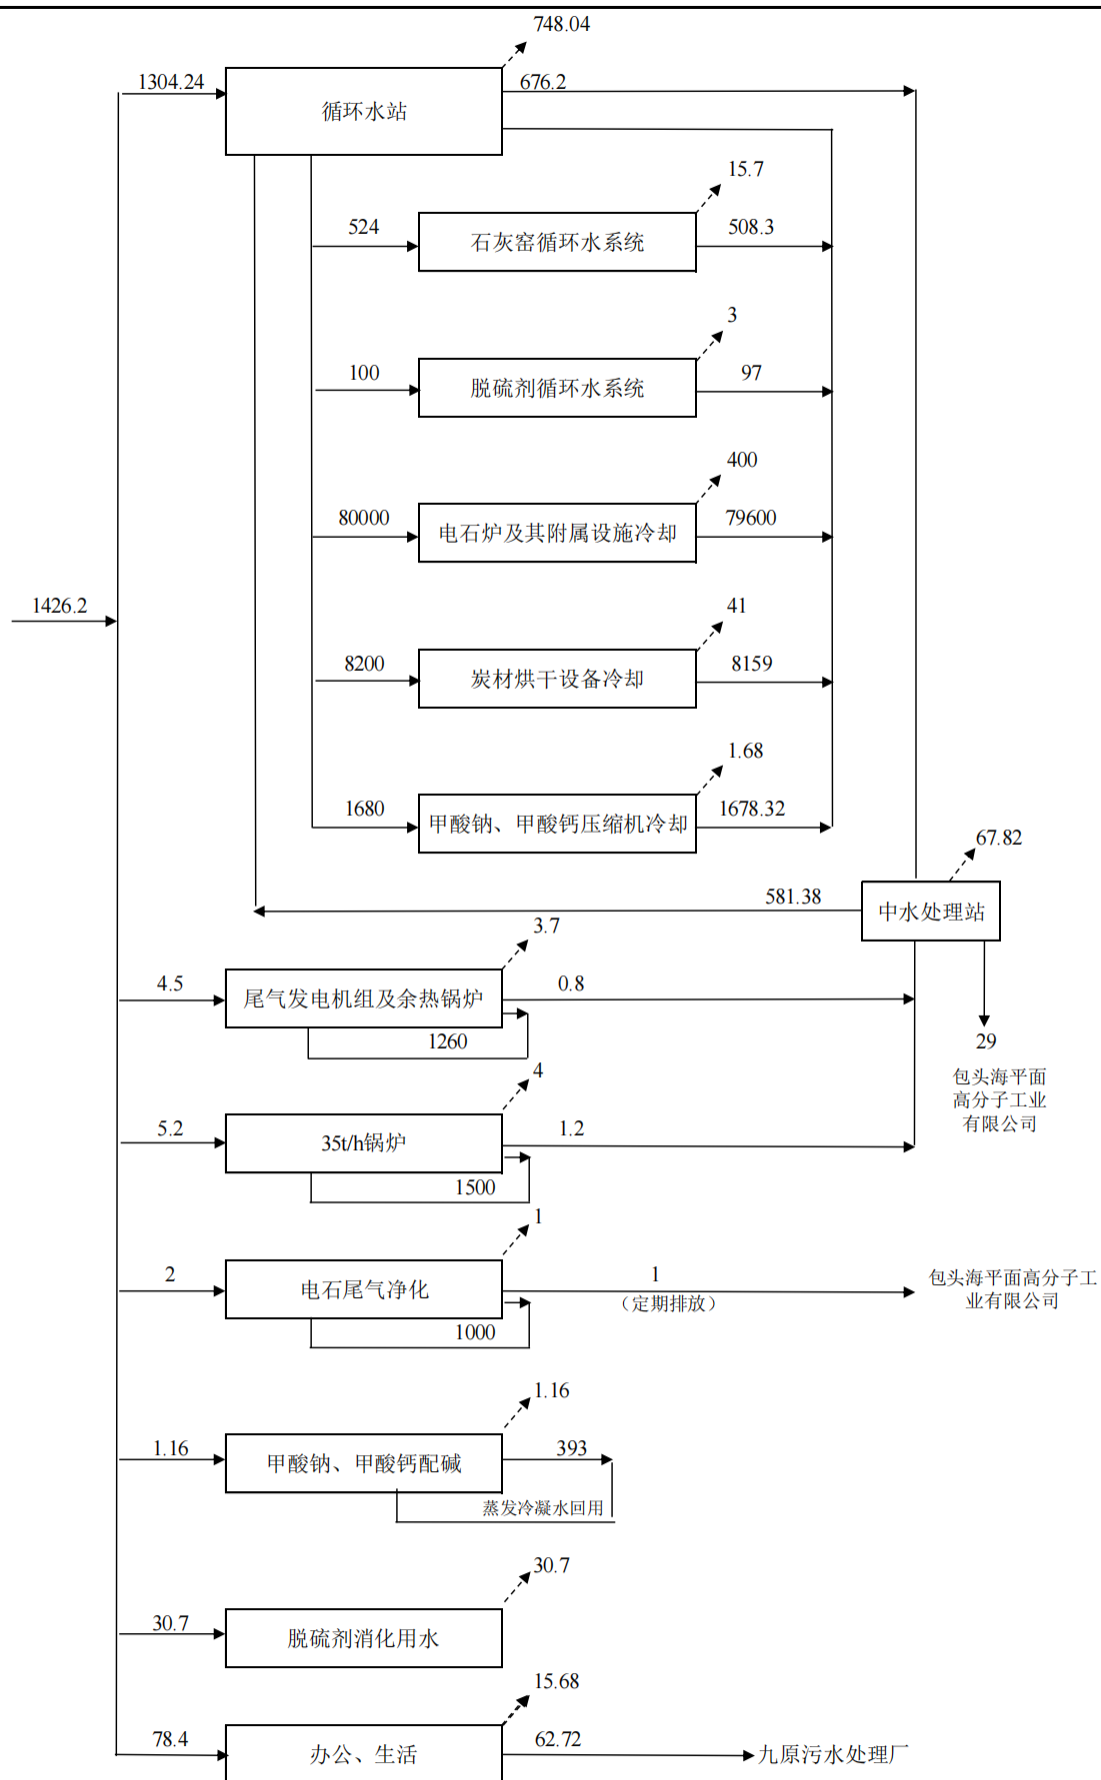 748.04
1304.24
676.2
循环水站
15.7
524
508.3
石灰窑循环水系统
3
100
97
脱硫剂循环水系统
400
80000
79600
电石炉及其附属设施冷却
1426.2
41
8200
8159
炭材烘干设备冷却
1.68
1680
1678.32
甲酸钠、甲酸钙压缩机冷却
67.82
581.38
中水处理站
3.7
4.5
0.8
尾气发电机组及余热锅炉
1260
29
包头海平面
高分子工业
有限公司
4
5.2
1.2
35t/h锅炉
1500
1
2
1
电石尾气净化
（定期排放）
包头海平面高分子工
业有限公司
1000
1.16
1.16
393
甲酸钠、甲酸钙配碱
蒸发冷凝水回用
30.7
30.7
脱硫剂消化用水
15.68
78.4
62.72
办公、生活
九原污水处理厂